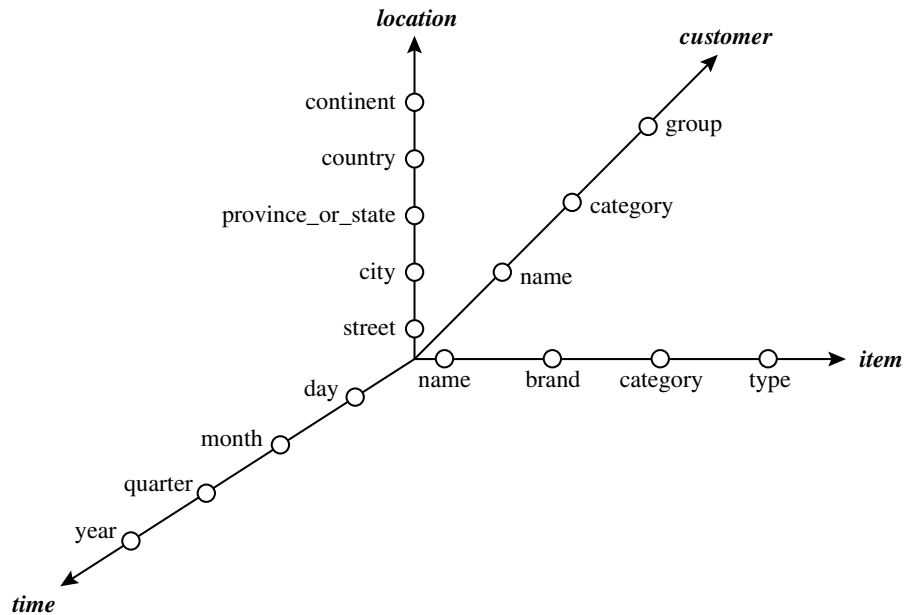 location
customer
continent
group
country
category
province_or_state
city
name
street
item
name
brand
category
type
day
month
quarter
year
time